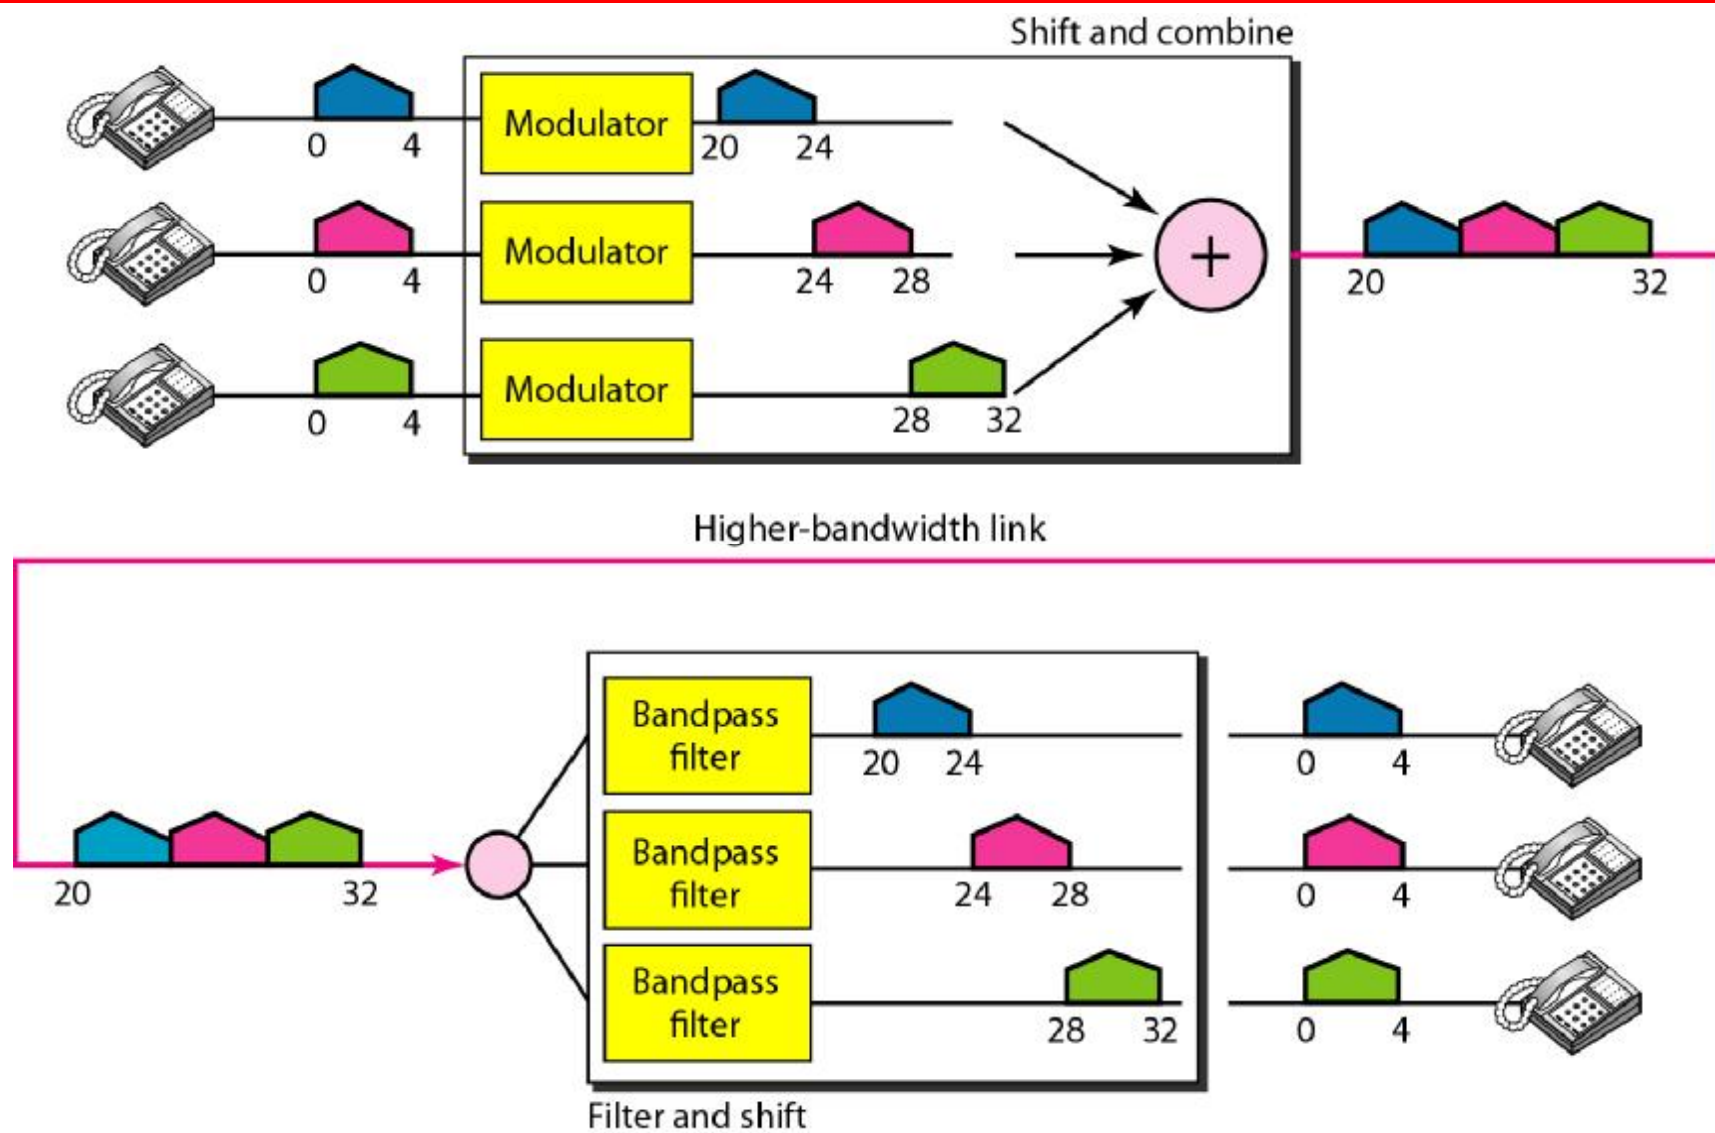 Shift and combine
0 4
Modulator
20 24
0 4
Modulator
24 28
+
20 32
0 4
Modulator
28 32
Higher-bandwidth link
20 32
Bandpass
filter
20 24
0 4
Bandpass
filter
24 28
0 4
Bandpass
filter
28 32
0 4
Filter and shift